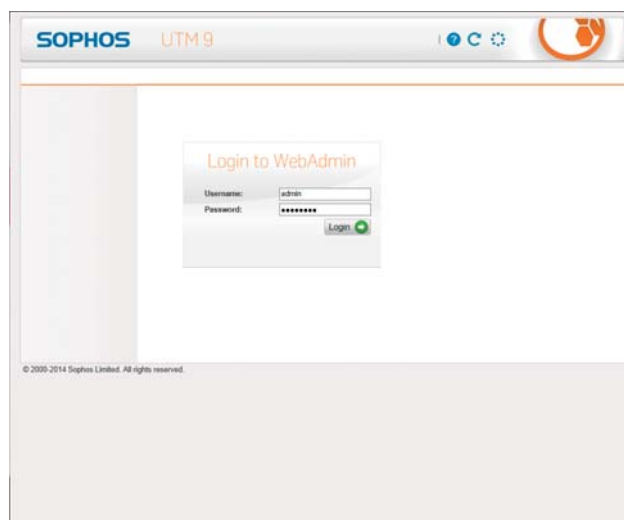 SOPHOS UTM 9
Login to WebAdmin
Username: admin
Password: ••••••••
Login
© 2000-2014 Sophos Limited. All rights reserved.